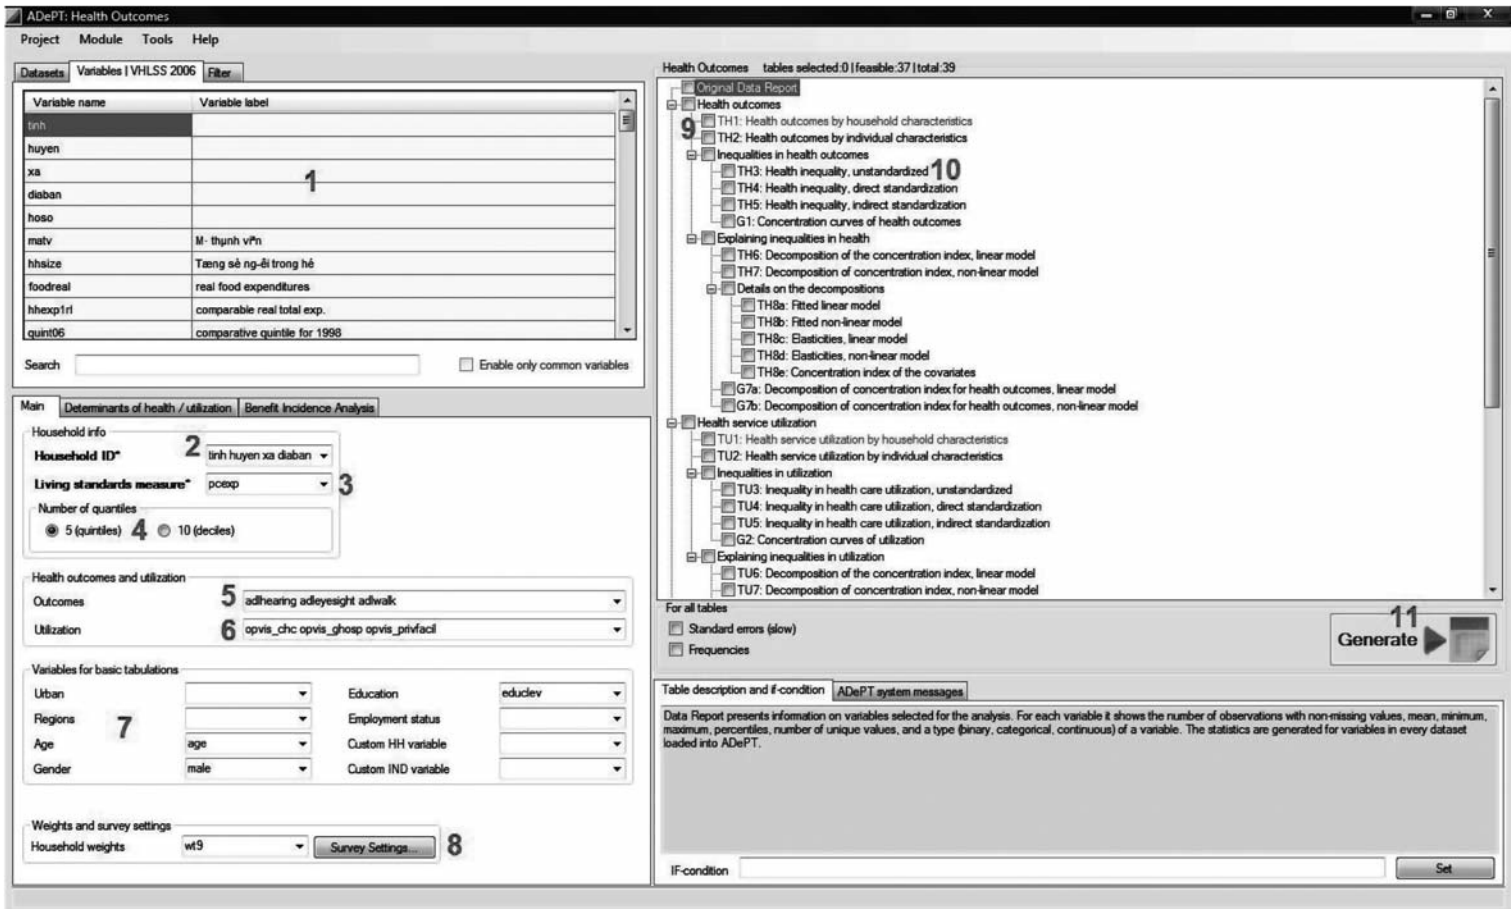 ADePT: Health Outcomes
Project Module Tools Help
Datasets Variables | VHLSS 2006 Filter
Variable name Variable label
tinh
huyen
xa
diaban
hoso
matv M· thµnh viªn
hhsize Tæng sè ng-êi trong hé
foodreal real food expenditures
hhexp1rl comparable real total exp.
quint06 comparative quintile for 1998
1
Search Enable only common variables
Main Determinants of health / utilization Benefit Incidence Analysis
Household info
Household ID* 2 tinh huyen xa diaban
Living standards measure* pcexp 3
Number of quantiles
5 (quintiles) 4 10 (deciles)
Health outcomes and utilization
Outcomes 5 adlhearing adleyesight adlwalk
Utilization 6 opvis_chc opvis_ghosp opvis_privfacil
Variables for basic tabulations
Urban Education educlev
Regions 7 Employment status
Age age Custom HH variable
Gender male Custom IND variable
Weights and survey settings
Household weights wt9 Survey Settings... 8
Health Outcomes tables selected:0 | feasible:37 | total:39
Original Data Report
Health outcomes
9 TH1: Health outcomes by household characteristics
TH2: Health outcomes by individual characteristics
Inequalities in health outcomes
TH3: Health inequality, unstandardized 10
TH4: Health inequality, direct standardization
TH5: Health inequality, indirect standardization
G1: Concentration curves of health outcomes
Explaining inequalities in health
TH6: Decomposition of the concentration index, linear model
TH7: Decomposition of concentration index, non-linear model
Details on the decompositions
TH8a: Fitted linear model
TH8b: Fitted non-linear model
TH8c: Elasticities, linear model
TH8d: Elasticities, non-linear model
TH8e: Concentration index of the covariates
G7a: Decomposition of concentration index for health outcomes, linear model
G7b: Decomposition of concentration index for health outcomes, non-linear model
Health service utilization
TU1: Health service utilization by household characteristics
TU2: Health service utilization by individual characteristics
Inequalities in utilization
TU3: Inequality in health care utilization, unstandardized
TU4: Inequality in health care utilization, direct standardization
TU5: Inequality in health care utilization, indirect standardization
G2: Concentration curves of utilization
Explaining inequalities in utilization
TU6: Decomposition of the concentration index, linear model
TU7: Decomposition of concentration index, non-linear model
For all tables
Standard errors (slow)
Frequencies
11
Generate
Table description and if-condition ADePT system messages
Data Report presents information on variables selected for the analysis. For each variable it shows the number of observations with non-missing values, mean, minimum,
maximum, percentiles, number of unique values, and a type (binary, categorical, continuous) of a variable. The statistics are generated for variables in every dataset
loaded into ADePT.
IF-condition Set